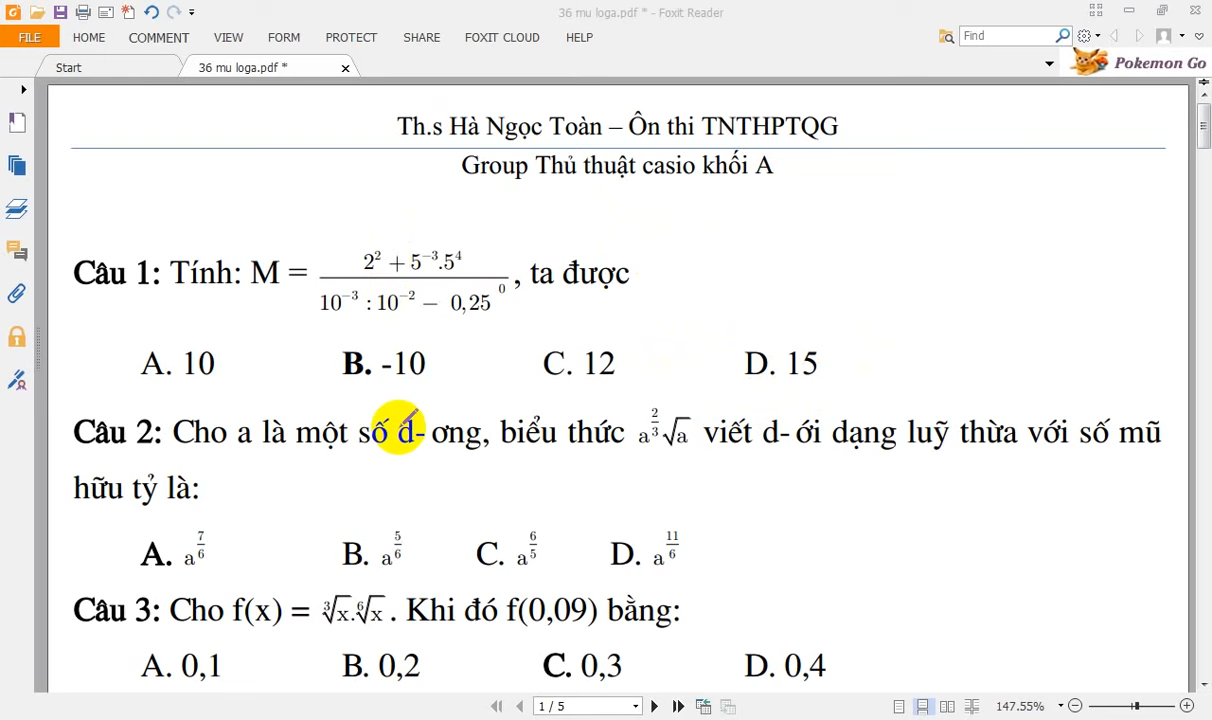 36 mu loga.pdf * - Foxit Reader
FILE HOME COMMENT VIEW FORM PROTECT SHARE FOXIT CLOUD HELP Find
Start 36 mu loga.pdf * Pokemon Go
Th.s Hà Ngọc Toàn – Ôn thi TNTHPTQG
Group Thủ thuật casio khối A
Câu 1: Tính: M = (2² + 5⁻³.5⁴) / (10⁻³ : 10⁻² − 0,25 ⁰), ta được
A. 10 B. -10 C. 12 D. 15
Câu 2: Cho a là một số d- ơng, biểu thức a^(2/3)√a viết d- ới dạng luỹ thừa với số mũ
hữu tỷ là:
A. a^(7/6) B. a^(5/6) C. a^(6/5) D. a^(11/6)
Câu 3: Cho f(x) = ∛x.⁶√x . Khi đó f(0,09) bằng:
A. 0,1 B. 0,2 C. 0,3 D. 0,4
1 / 5 147.55%